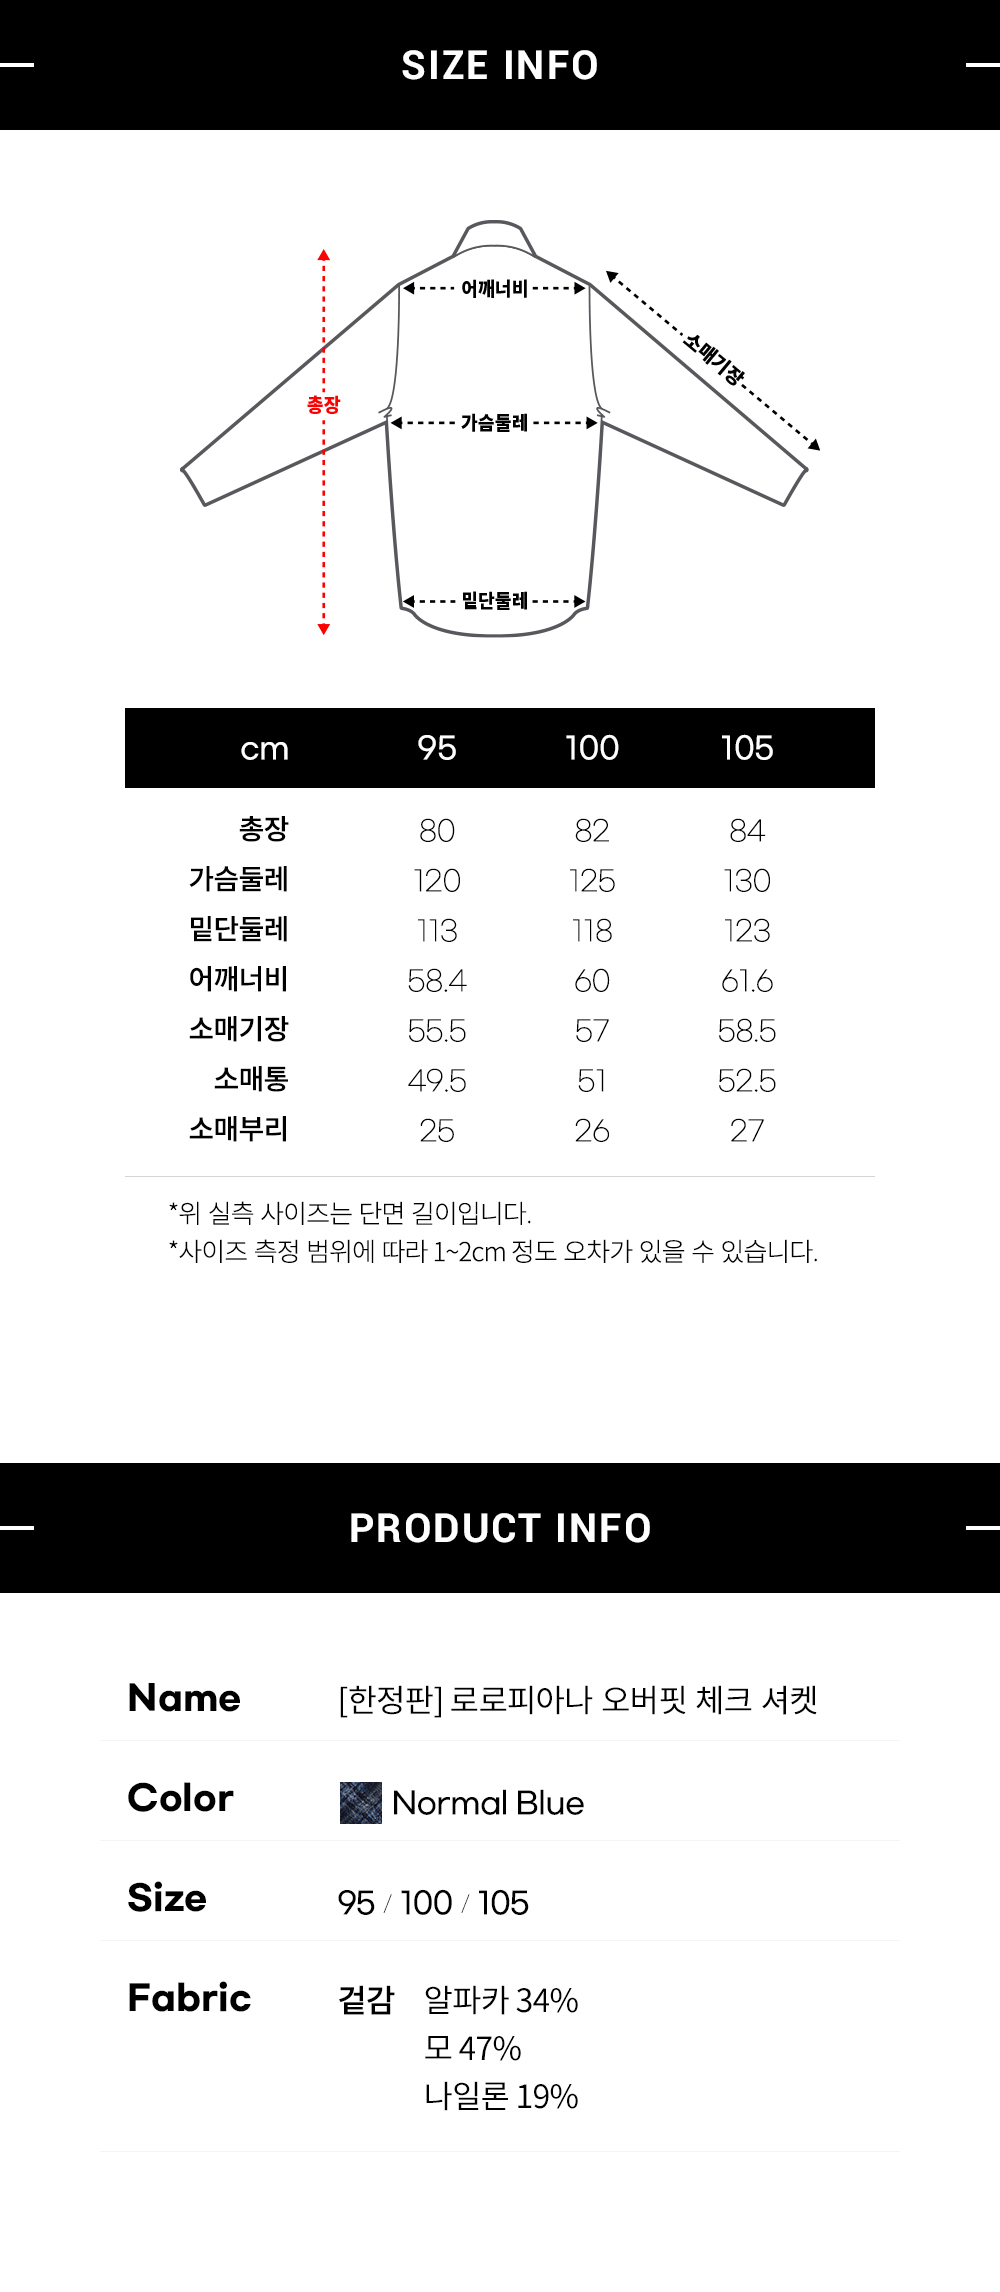 SIZE INFO
어깨너비
소매기장
총장
가슴둘레
밑단둘레
cm 95 100 105
총장 80 82 84
가슴둘레 120 125 130
밑단둘레 113 118 123
어깨너비 58.4 60 61.6
소매기장 55.5 57 58.5
소매통 49.5 51 52.5
소매부리 25 26 27
*위 실측 사이즈는 단면 길이입니다.
*사이즈 측정 범위에 따라 1~2cm 정도 오차가 있을 수 있습니다.
PRODUCT INFO
Name [한정판] 로로피아나 오버핏 체크 셔켓
Color Normal Blue
Size 95 / 100 / 105
Fabric 겉감 알파카 34%
모 47%
나일론 19%